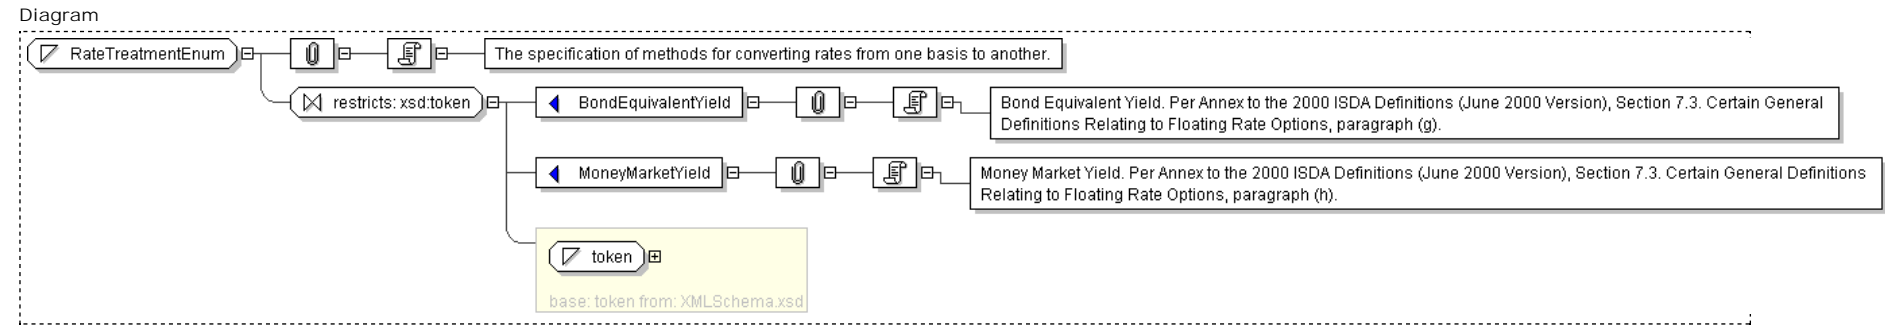 Diagram
RateTreatmentEnum
The specification of methods for converting rates from one basis to another.
restricts: xsd:token
BondEquivalentYield
Bond Equivalent Yield. Per Annex to the 2000 ISDA Definitions (June 2000 Version), Section 7.3. Certain General
Definitions Relating to Floating Rate Options, paragraph (g).
MoneyMarketYield
Money Market Yield. Per Annex to the 2000 ISDA Definitions (June 2000 Version), Section 7.3. Certain General Definitions
Relating to Floating Rate Options, paragraph (h).
token
base: token from: XMLSchema.xsd